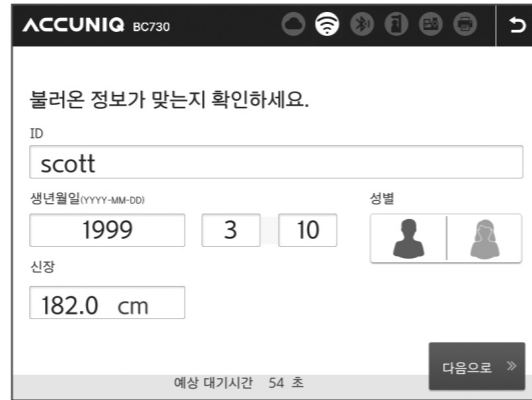 ACCUNIQ BC730
불러온 정보가 맞는지 확인하세요.
ID
scott
생년월일(YYYY-MM-DD)
성별
1999 3 10
신장
182.0 cm
다음으로 »
예상 대기시간 54 초